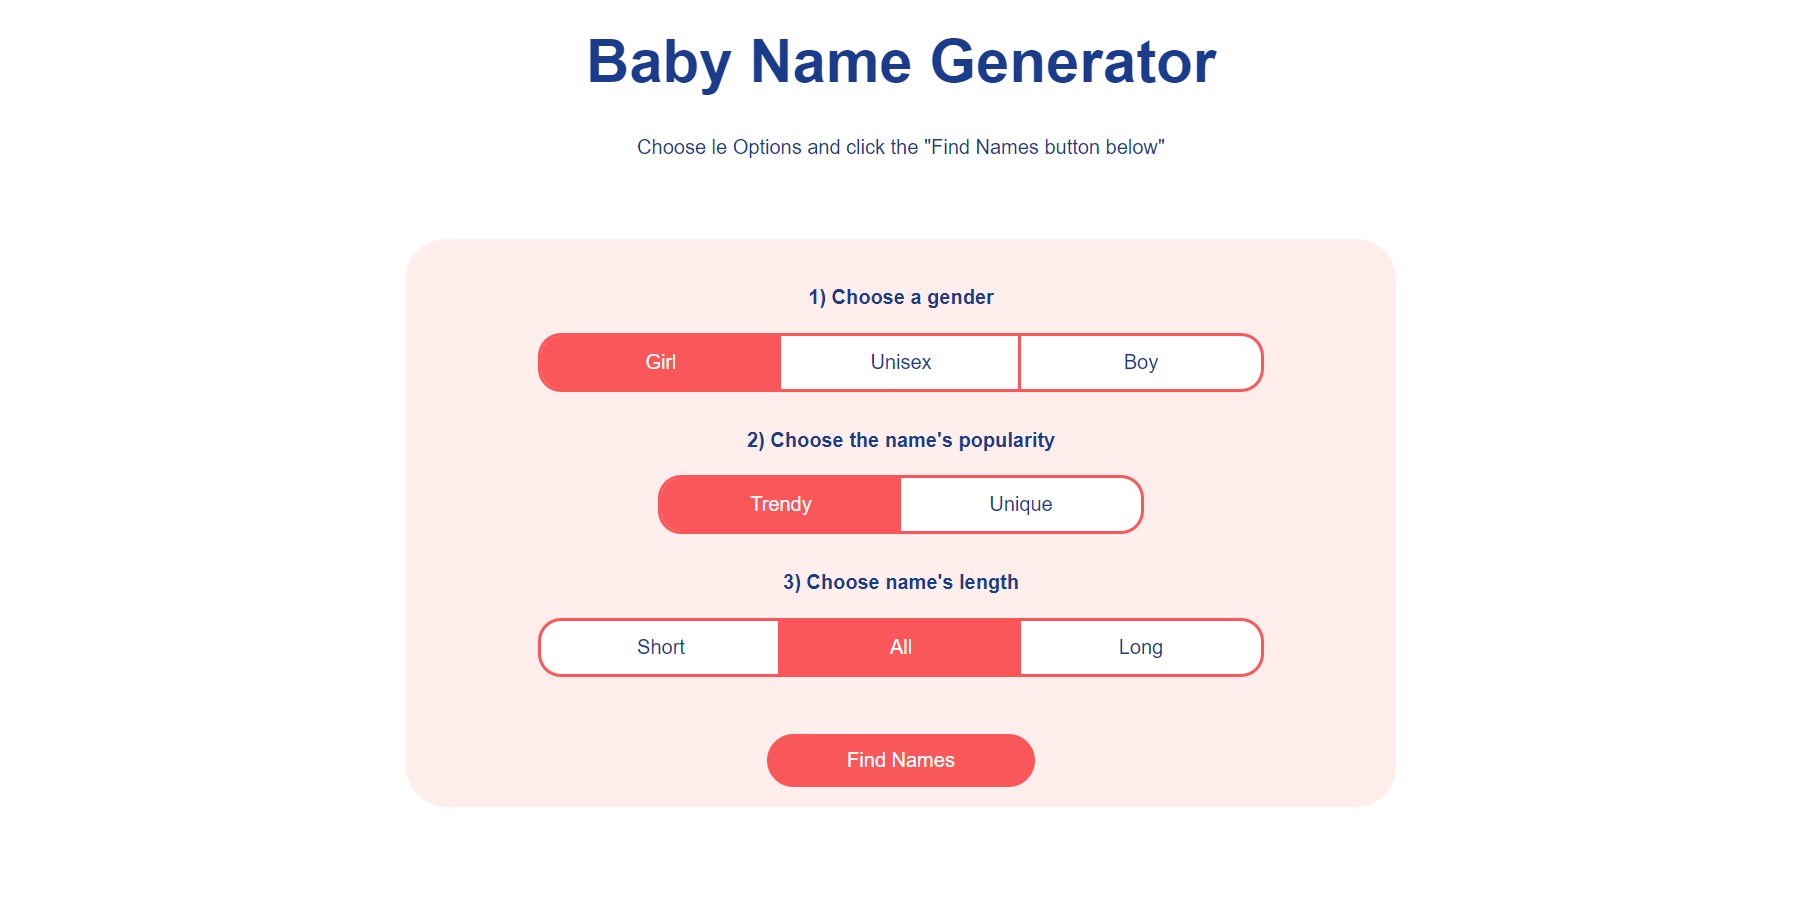 Baby Name Generator
Choose le Options and click the "Find Names button below"
1) Choose a gender
Girl Unisex Boy
2) Choose the name's popularity
Trendy Unique
3) Choose name's length
Short All Long
Find Names